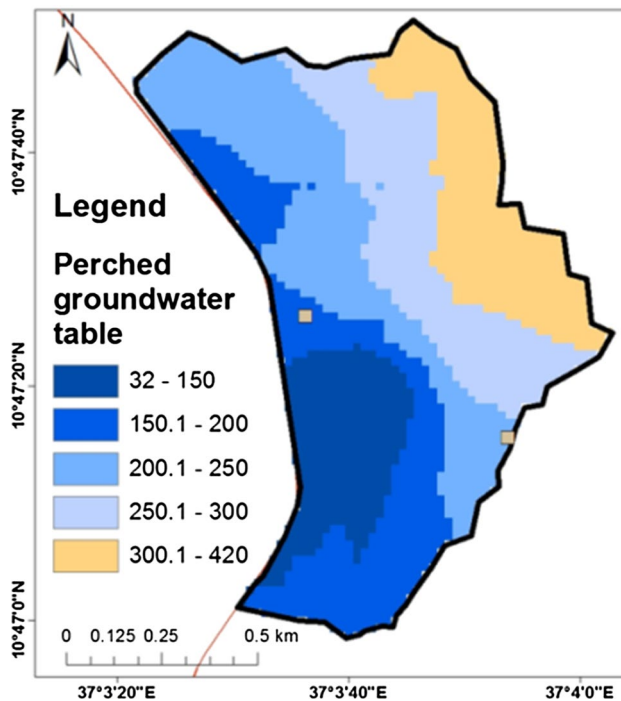 N
10°47'40"N
10°47'20"N
10°47'0"N
Legend
Perched
groundwater
table
32 - 150
150.1 - 200
200.1 - 250
250.1 - 300
300.1 - 420
0 0.125 0.25 0.5 km
37°3'20"E 37°3'40"E 37°4'0"E